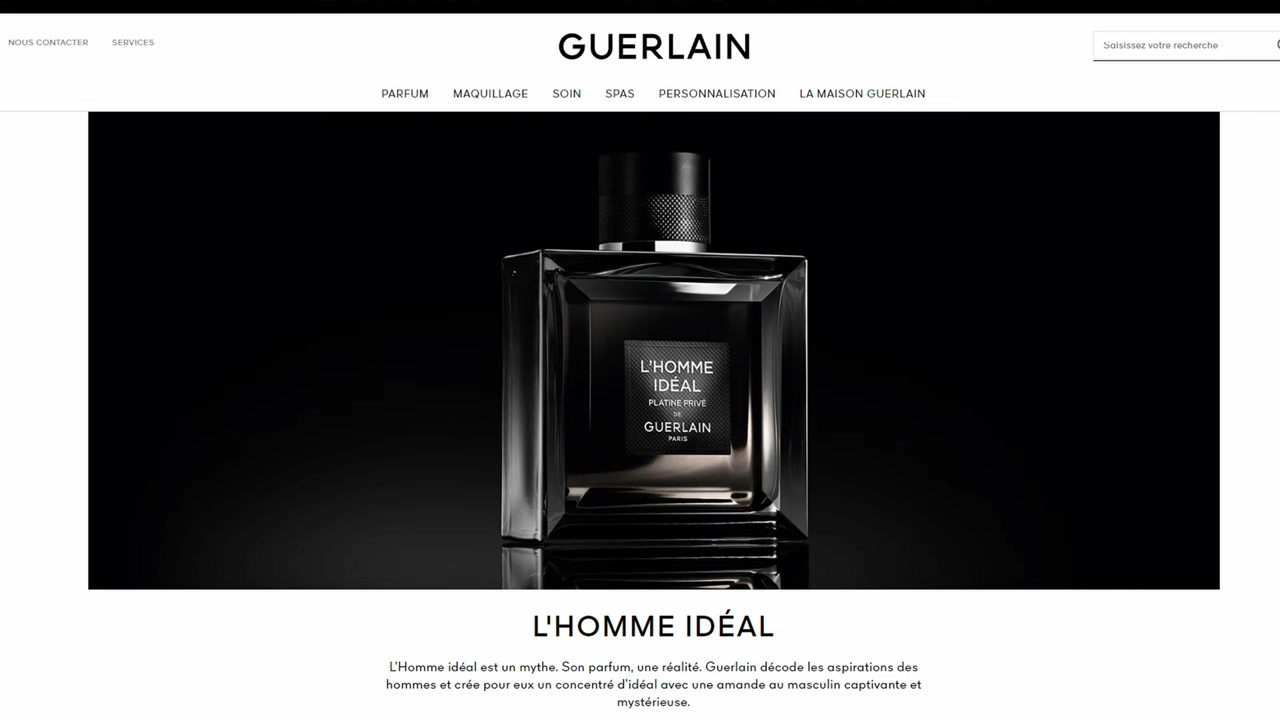 NOUS CONTACTER
SERVICES
GUERLAIN
Saisissez votre recherche
PARFUM MAQUILLAGE SOIN SPAS PERSONNALISATION LA MAISON GUERLAIN
L'HOMME
IDÉAL
PLATINE PRIVÉ
DE
GUERLAIN
PARIS
L'HOMME IDÉAL
L'Homme idéal est un mythe. Son parfum, une réalité. Guerlain décode les aspirations des
hommes et crée pour eux un concentré d'idéal avec une amande au masculin captivante et
mystérieuse.